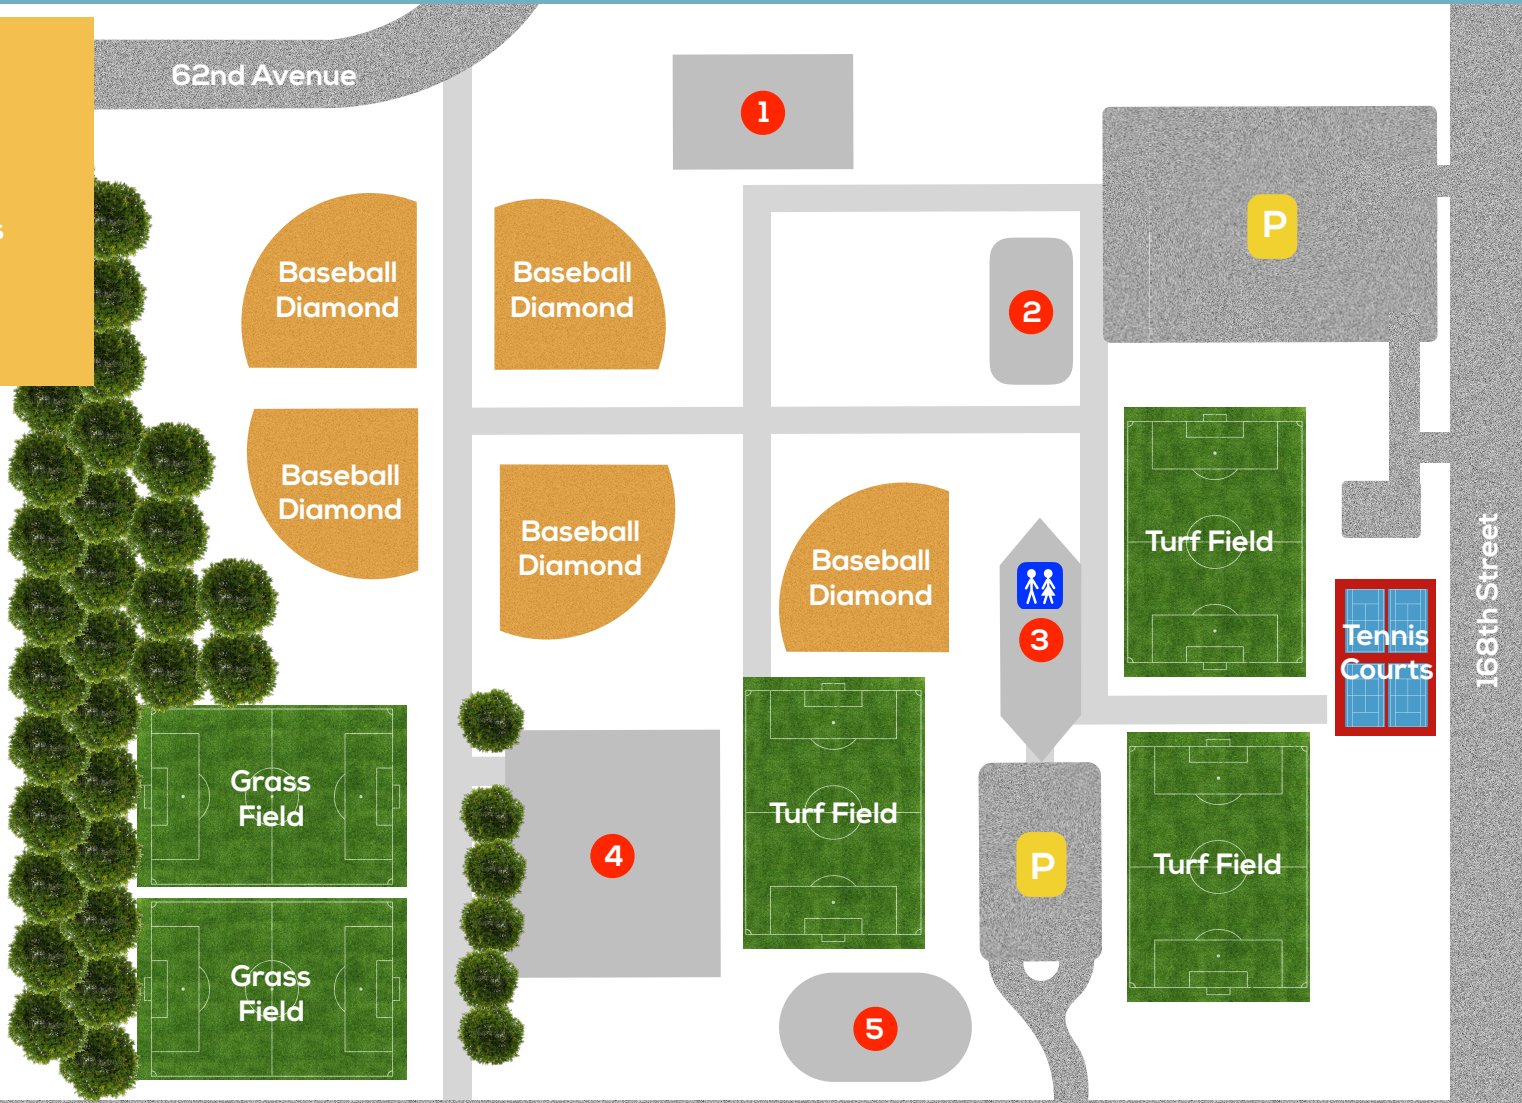 62nd Avenue
1
P
s
Baseball
Diamond
Baseball
Diamond
2
Baseball
Diamond
Baseball
Diamond
Baseball
Diamond
3
Turf Field
Tennis
Courts
168th Street
Grass
Field
4
Turf Field
P
Turf Field
Grass
Field
5